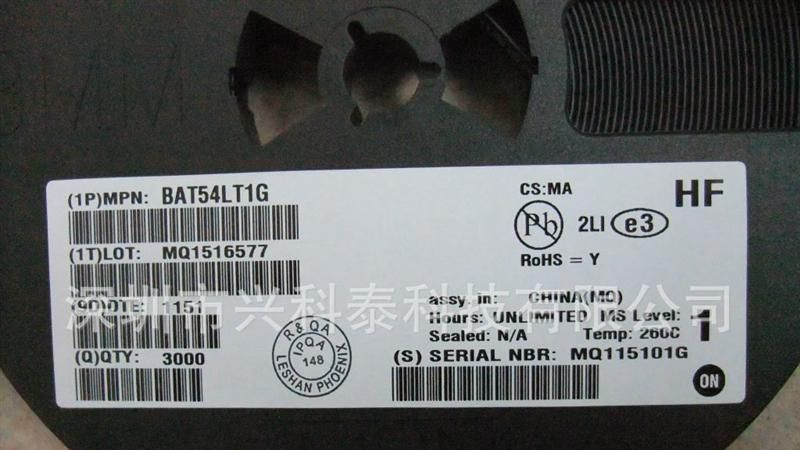 (1P)MPN: BAT54LT1G
(1T)LOT: MQ1516577
(9D)DTE: 1151
(Q)QTY: 3000
R & QA
IPQA
148
LESHAN PHOENIX
CS:MA
HF
Pb
2LI e3
RoHS = Y
assy. in: CHINA(MQ)
Hours: UNLIMITED MS Level: 1
Sealed: N/A Temp: 260C
(S) SERIAL NBR: MQ115101G
ON
深圳市兴科泰科技有限公司